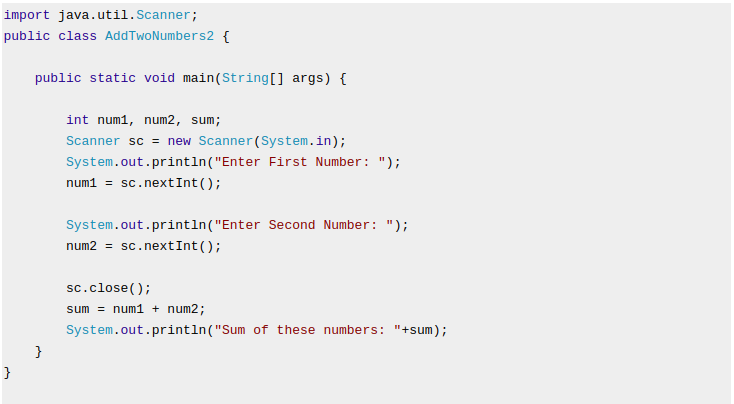 import java.util.Scanner;
public class AddTwoNumbers2 {
public static void main(String[] args) {
int num1, num2, sum;
Scanner sc = new Scanner(System.in);
System.out.println("Enter First Number: ");
num1 = sc.nextInt();
System.out.println("Enter Second Number: ");
num2 = sc.nextInt();
sc.close();
sum = num1 + num2;
System.out.println("Sum of these numbers: "+sum);
}
}